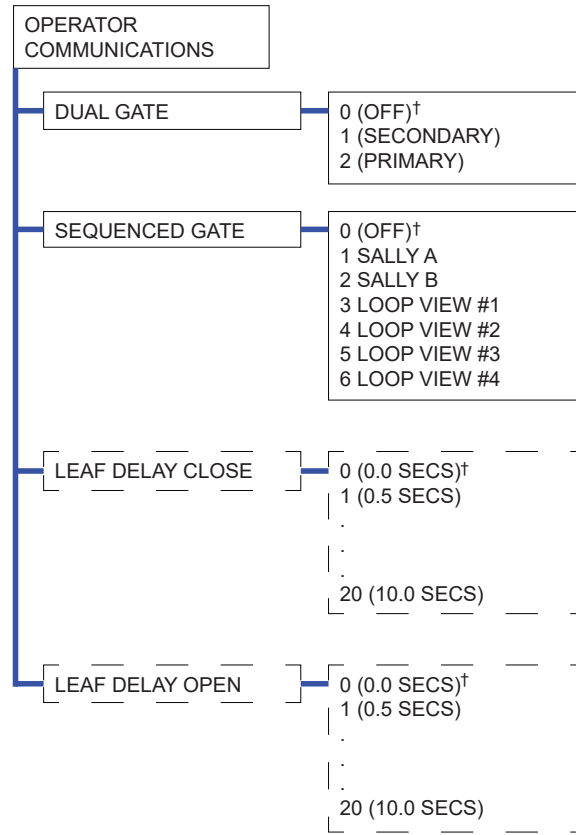 OPERATOR
COMMUNICATIONS
DUAL GATE
0 (OFF)†
1 (SECONDARY)
2 (PRIMARY)
SEQUENCED GATE
0 (OFF)†
1 SALLY A
2 SALLY B
3 LOOP VIEW #1
4 LOOP VIEW #2
5 LOOP VIEW #3
6 LOOP VIEW #4
LEAF DELAY CLOSE
0 (0.0 SECS)†
1 (0.5 SECS)
.
.
.
20 (10.0 SECS)
LEAF DELAY OPEN
0 (0.0 SECS)†
1 (0.5 SECS)
.
.
.
20 (10.0 SECS)